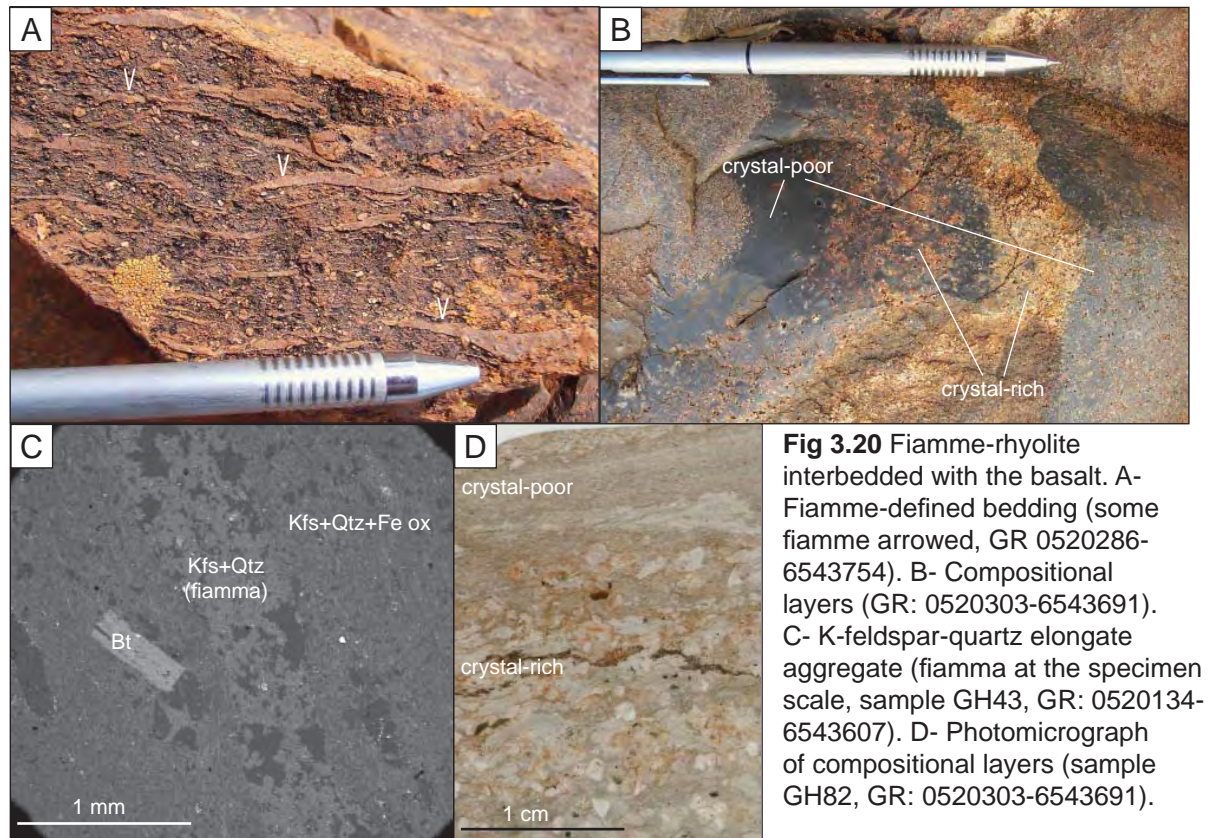 A
B
crystal-poor
crystal-rich
C
Kfs+Qtz+Fe ox
Kfs+Qtz
(fiamma)
Bt
1 mm
D
crystal-poor
crystal-rich
1 cm
Fig 3.20 Fiamme-rhyolite
interbedded with the basalt. A-
Fiamme-defined bedding (some
fiamme arrowed, GR 0520286-
6543754). B- Compositional
layers (GR: 0520303-6543691).
C- K-feldspar-quartz elongate
aggregate (fiamma at the specimen
scale, sample GH43, GR: 0520134-
6543607). D- Photomicrograph
of compositional layers (sample
GH82, GR: 0520303-6543691).